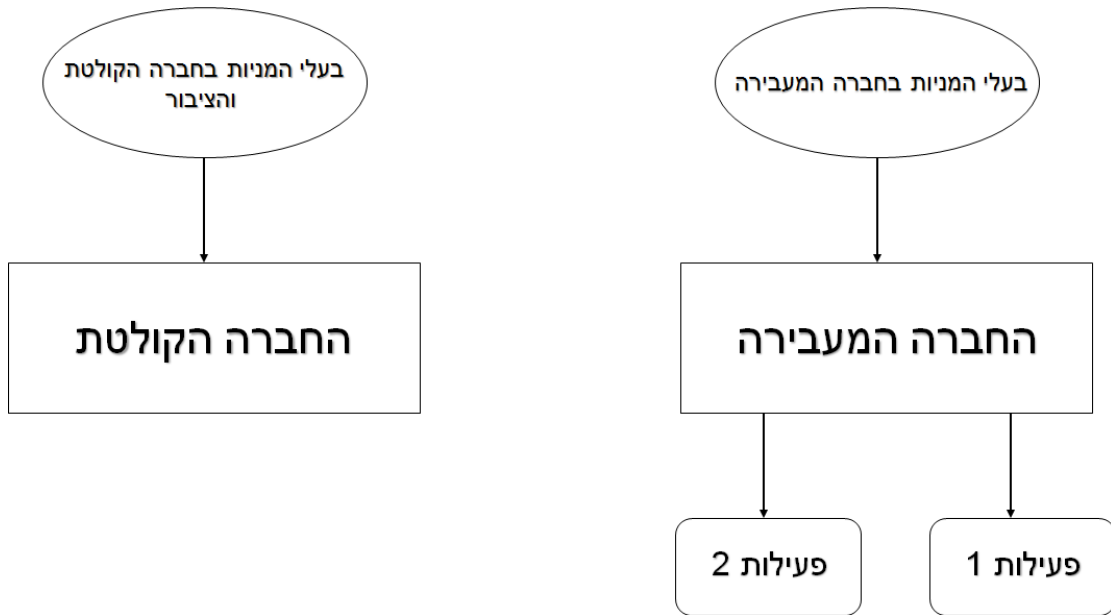 בעלי המניות בחברה המעבירה
בעלי המניות בחברה הקולטת
והציבור
החברה המעבירה
החברה הקולטת
פעילות 1
פעילות 2